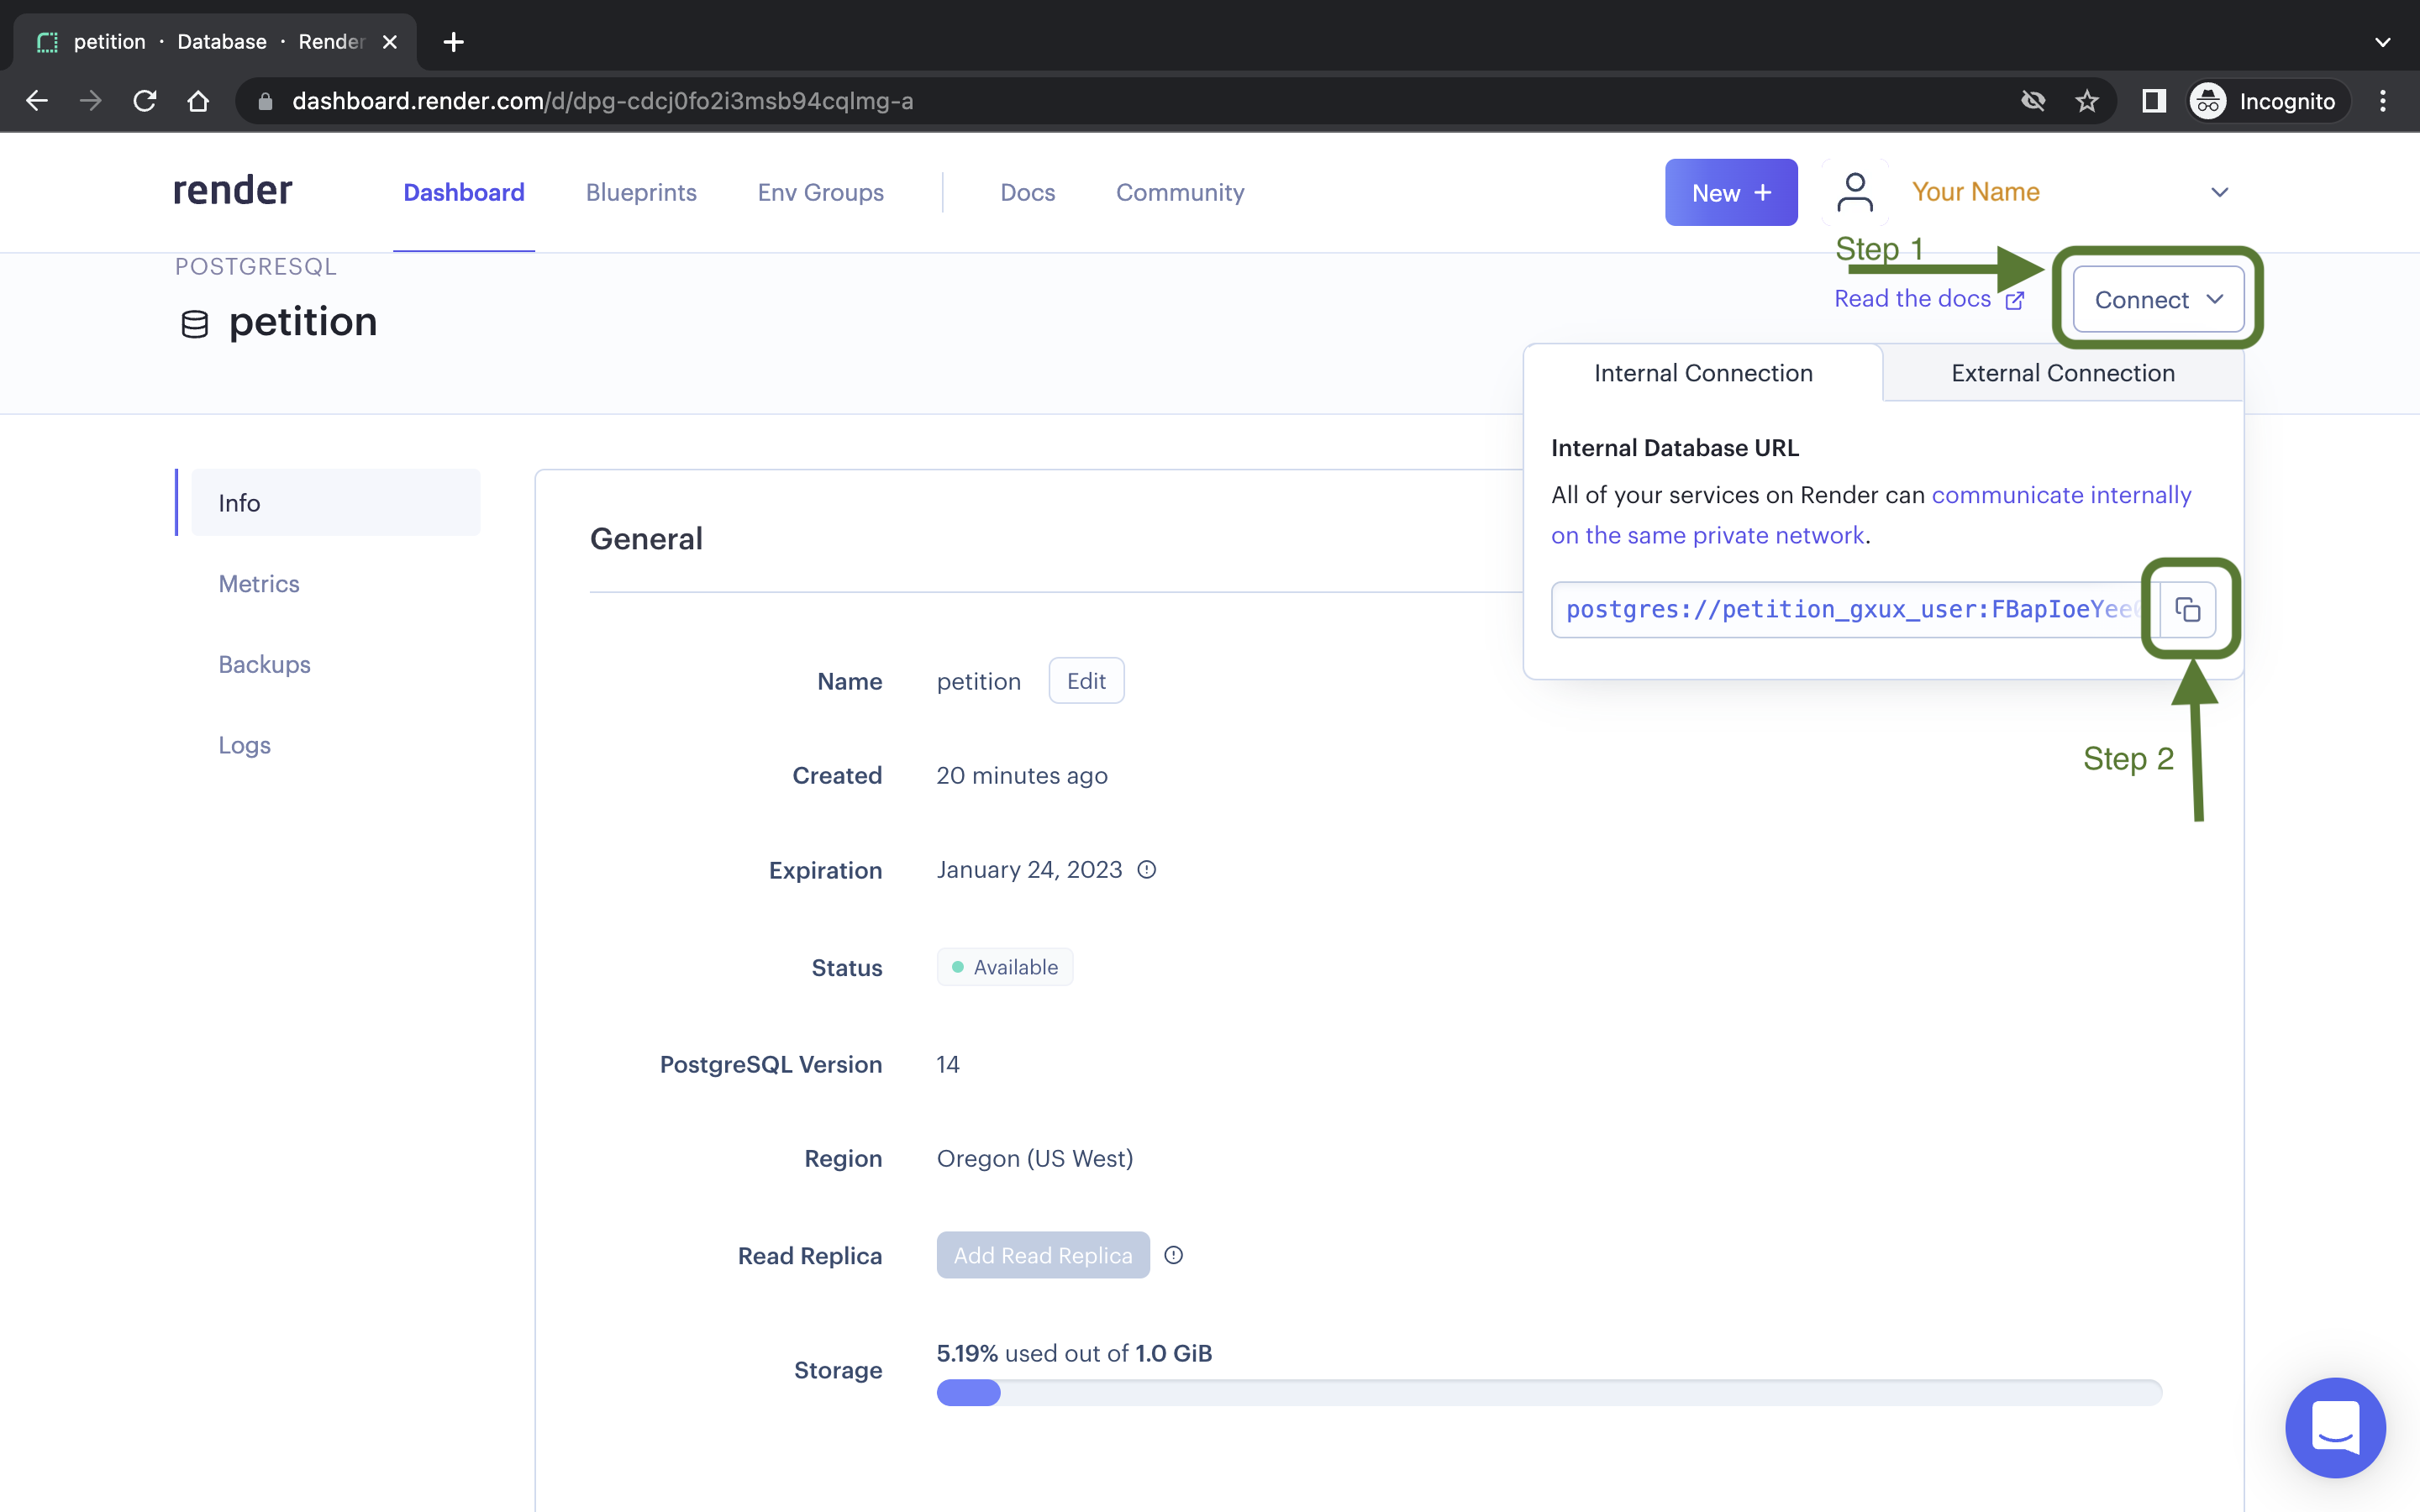 petition · Database · Render
dashboard.render.com/d/dpg-cdcj0fo2i3msb94cqlmg-a
Incognito
render
Dashboard
Blueprints
Env Groups
Docs
Community
New +
Your Name
POSTGRESQL
petition
Step 1
Read the docs
Connect
Internal Connection
External Connection
Internal Database URL
All of your services on Render can communicate internally
on the same private network.
postgres://petition_gxux_user:FBapIoeYee
Step 2
Info
Metrics
Backups
Logs
General
Name petition Edit
Created 20 minutes ago
Expiration January 24, 2023
Status Available
PostgreSQL Version 14
Region Oregon (US West)
Read Replica Add Read Replica
Storage 5.19% used out of 1.0 GiB